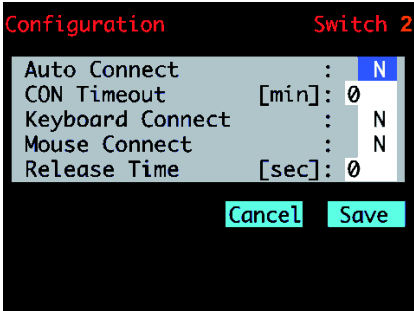 Configuration Switch 2
Auto Connect : N
CON Timeout [min]: 0
Keyboard Connect : N
Mouse Connect : N
Release Time [sec]: 0
Cancel Save